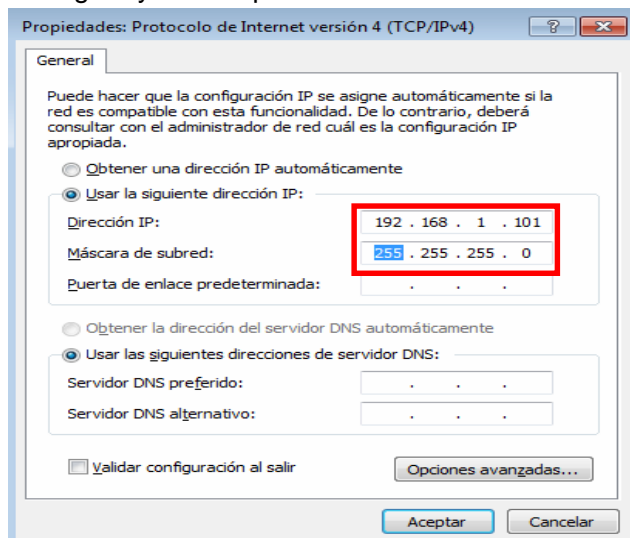 Propiedades: Protocolo de Internet versión 4 (TCP/IPv4)
General
Puede hacer que la configuración IP se asigne automáticamente si la
red es compatible con esta funcionalidad. De lo contrario, deberá
consultar con el administrador de red cuál es la configuración IP
apropiada.
Obtener una dirección IP automáticamente
Usar la siguiente dirección IP:
Dirección IP: 192 . 168 . 1 . 101
Máscara de subred: 255 . 255 . 255 . 0
Puerta de enlace predeterminada: . . .
Obtener la dirección del servidor DNS automáticamente
Usar las siguientes direcciones de servidor DNS:
Servidor DNS preferido: . . .
Servidor DNS alternativo: . . .
Validar configuración al salir
Opciones avanzadas...
Aceptar Cancelar